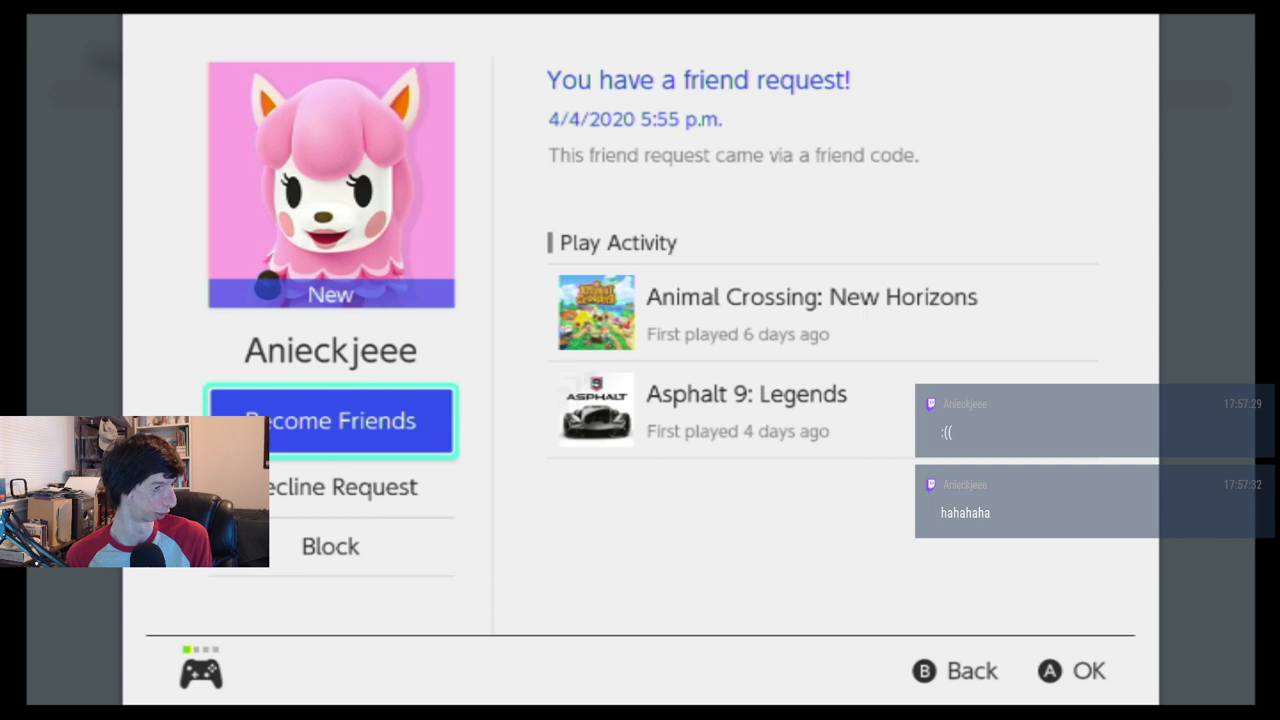 New
Anieckjeee
ecome Friends
ecline Request
Block
You have a friend request!
4/4/2020 5:55 p.m.
This friend request came via a friend code.
Play Activity
Animal Crossing: New Horizons
First played 6 days ago
ASPHALT
Asphalt 9: Legends
First played 4 days ago
Anieckjeee 17:57:29
:((
Anieckjeee 17:57:32
hahahaha
B Back A OK